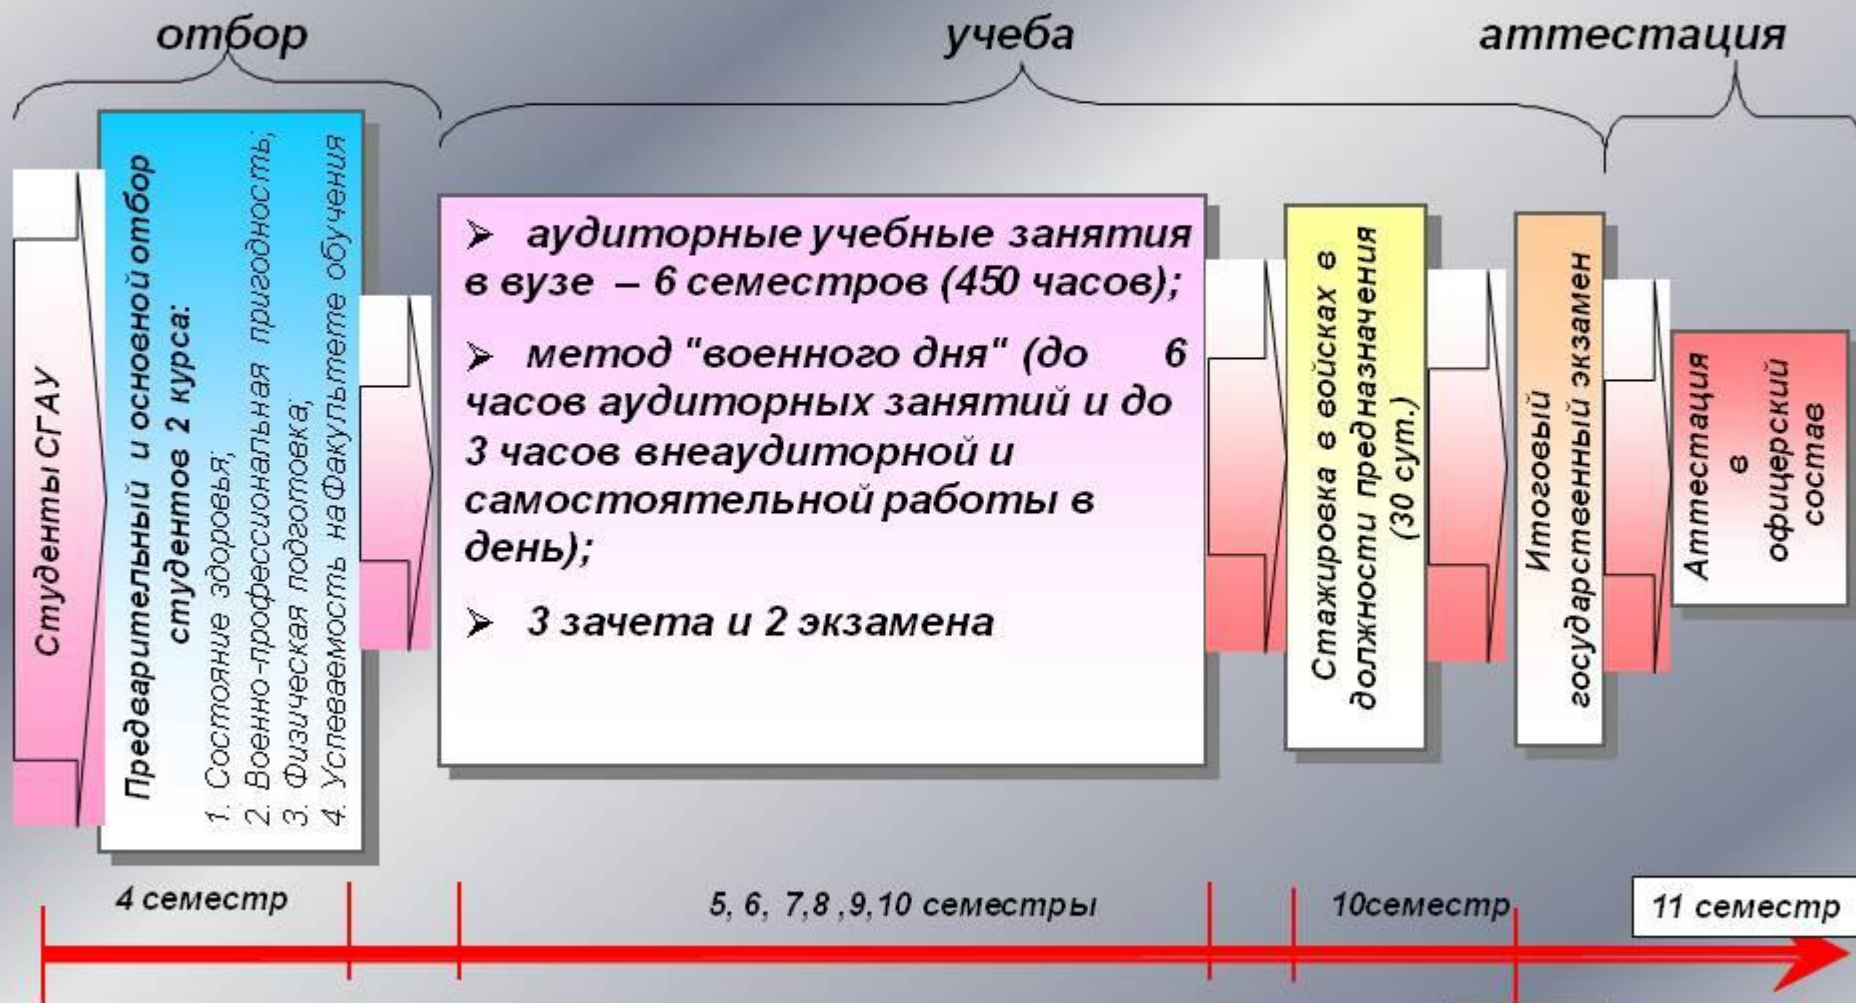 отбор
учеба
аттестация
Студенты СГАУ
Предварительный и основной отбор
студентов 2 курса:
1. Состояние здоровья;
2. Военно-профессиональная пригодность;
3. Физическая подготовка;
4. Успеваемость на факультете обучения
➢ аудиторные учебные занятия
в вузе – 6 семестров (450 часов);
➢ метод "военного дня" (до 6
часов аудиторных занятий и до
3 часов внеаудиторной и
самостоятельной работы в
день);
➢ 3 зачета и 2 экзамена
Стажировка в войсках в
должности предназначения
(30 сут.)
Итоговый
государственный экзамен
Аттестация
в
офицерский
состав
4 семестр
5, 6, 7,8 ,9,10 семестры
10семестр
11 семестр